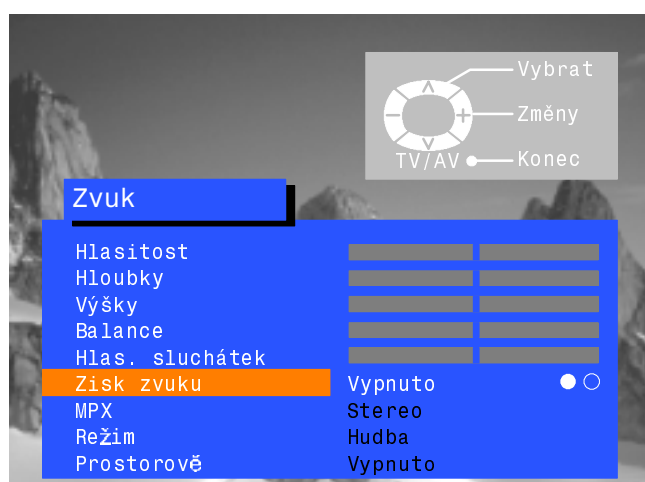 Vybrat
- + Změny
TV/AV Konec
Zvuk
Hlasitost
Hloubky
Výšky
Balance
Hlas. sluchátek
Zisk zvuku Vypnuto
MPX Stereo
Režim Hudba
Prostorově Vypnuto